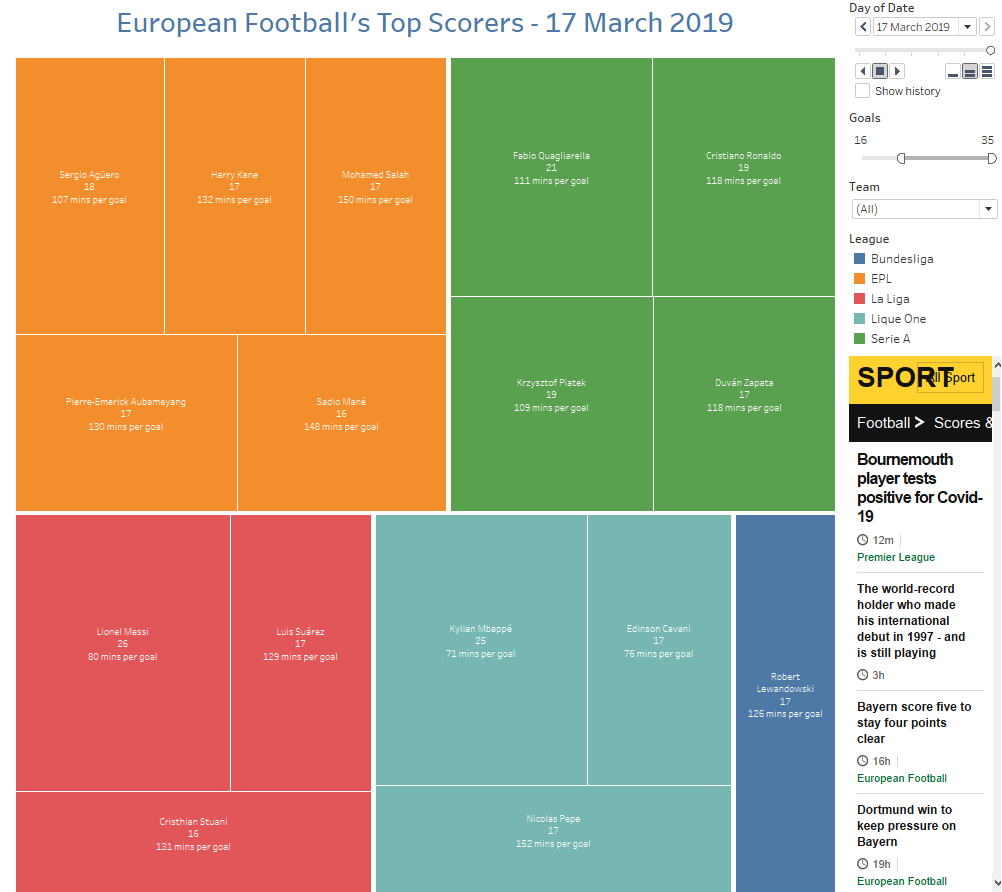 European Football's Top Scorers - 17 March 2019
Sergio Agüero
18
107 mins per goal
Harry Kane
17
132 mins per goal
Mohamed Salah
17
150 mins per goal
Pierre-Emerick Aubameyang
17
130 mins per goal
Sadio Mané
16
148 mins per goal
Fabio Quagliarella
21
111 mins per goal
Cristiano Ronaldo
19
118 mins per goal
Krzysztof Piatek
19
109 mins per goal
Duván Zapata
17
118 mins per goal
Lionel Messi
26
80 mins per goal
Luis Suárez
17
129 mins per goal
Cristhian Stuani
16
131 mins per goal
Kylian Mbappé
25
71 mins per goal
Edinson Cavani
17
76 mins per goal
Nicolas Pepe
17
152 mins per goal
Robert
Lewandowski
17
126 mins per goal
Day of Date
17 March 2019
Show history
Goals
16 35
Team
(All)
League
Bundesliga
EPL
La Liga
Lique One
Serie A
SPORT
All Sport
Football Scores &
Bournemouth
player tests
positive for Covid-
19
12m
Premier League
The world-record
holder who made
his international
debut in 1997 - and
is still playing
3h
Bayern score five to
stay four points
clear
16h
European Football
Dortmund win to
keep pressure on
Bayern
19h
European Football